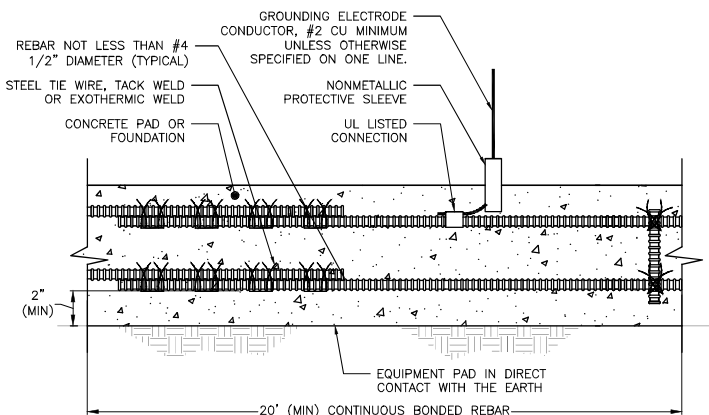 GROUNDING ELECTRODE
CONDUCTOR, #2 CU MINIMUM
UNLESS OTHERWISE
SPECIFIED ON ONE LINE.
REBAR NOT LESS THAN #4
1/2" DIAMETER (TYPICAL)
STEEL TIE WIRE, TACK WELD
OR EXOTHERMIC WELD
NONMETALLIC
PROTECTIVE SLEEVE
CONCRETE PAD OR
FOUNDATION
UL LISTED
CONNECTION
2"
(MIN)
EQUIPMENT PAD IN DIRECT
CONTACT WITH THE EARTH
20' (MIN) CONTINUOUS BONDED REBAR